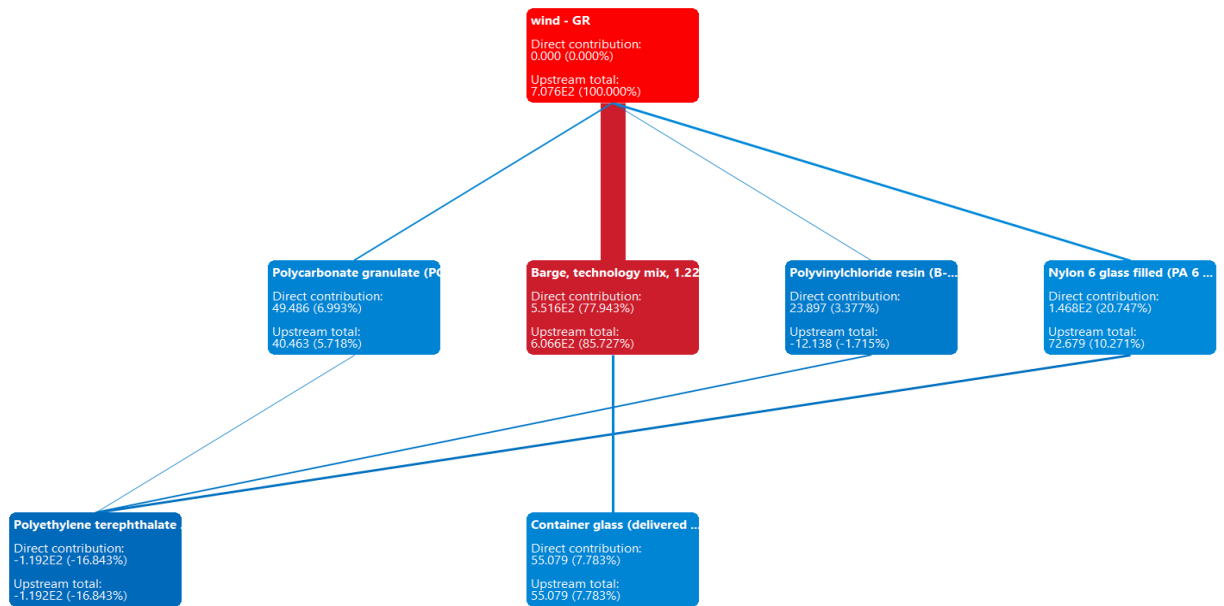 wind - GR
Direct contribution:
0.000 (0.000%)
Upstream total:
7.076E2 (100.000%)
Polycarbonate granulate (PC
Direct contribution:
49.486 (6.993%)
Upstream total:
40.463 (5.718%)
Barge, technology mix, 1.22
Direct contribution:
5.516E2 (77.943%)
Upstream total:
6.066E2 (85.727%)
Polyvinylchloride resin (B-...
Direct contribution:
23.897 (3.377%)
Upstream total:
-12.138 (-1.715%)
Nylon 6 glass filled (PA 6 ...
Direct contribution:
1.468E2 (20.747%)
Upstream total:
72.679 (10.271%)
Polyethylene terephthalate .
Direct contribution:
-1.192E2 (-16.843%)
Upstream total:
-1.192E2 (-16.843%)
Container glass (delivered ...
Direct contribution:
55.079 (7.783%)
Upstream total:
55.079 (7.783%)